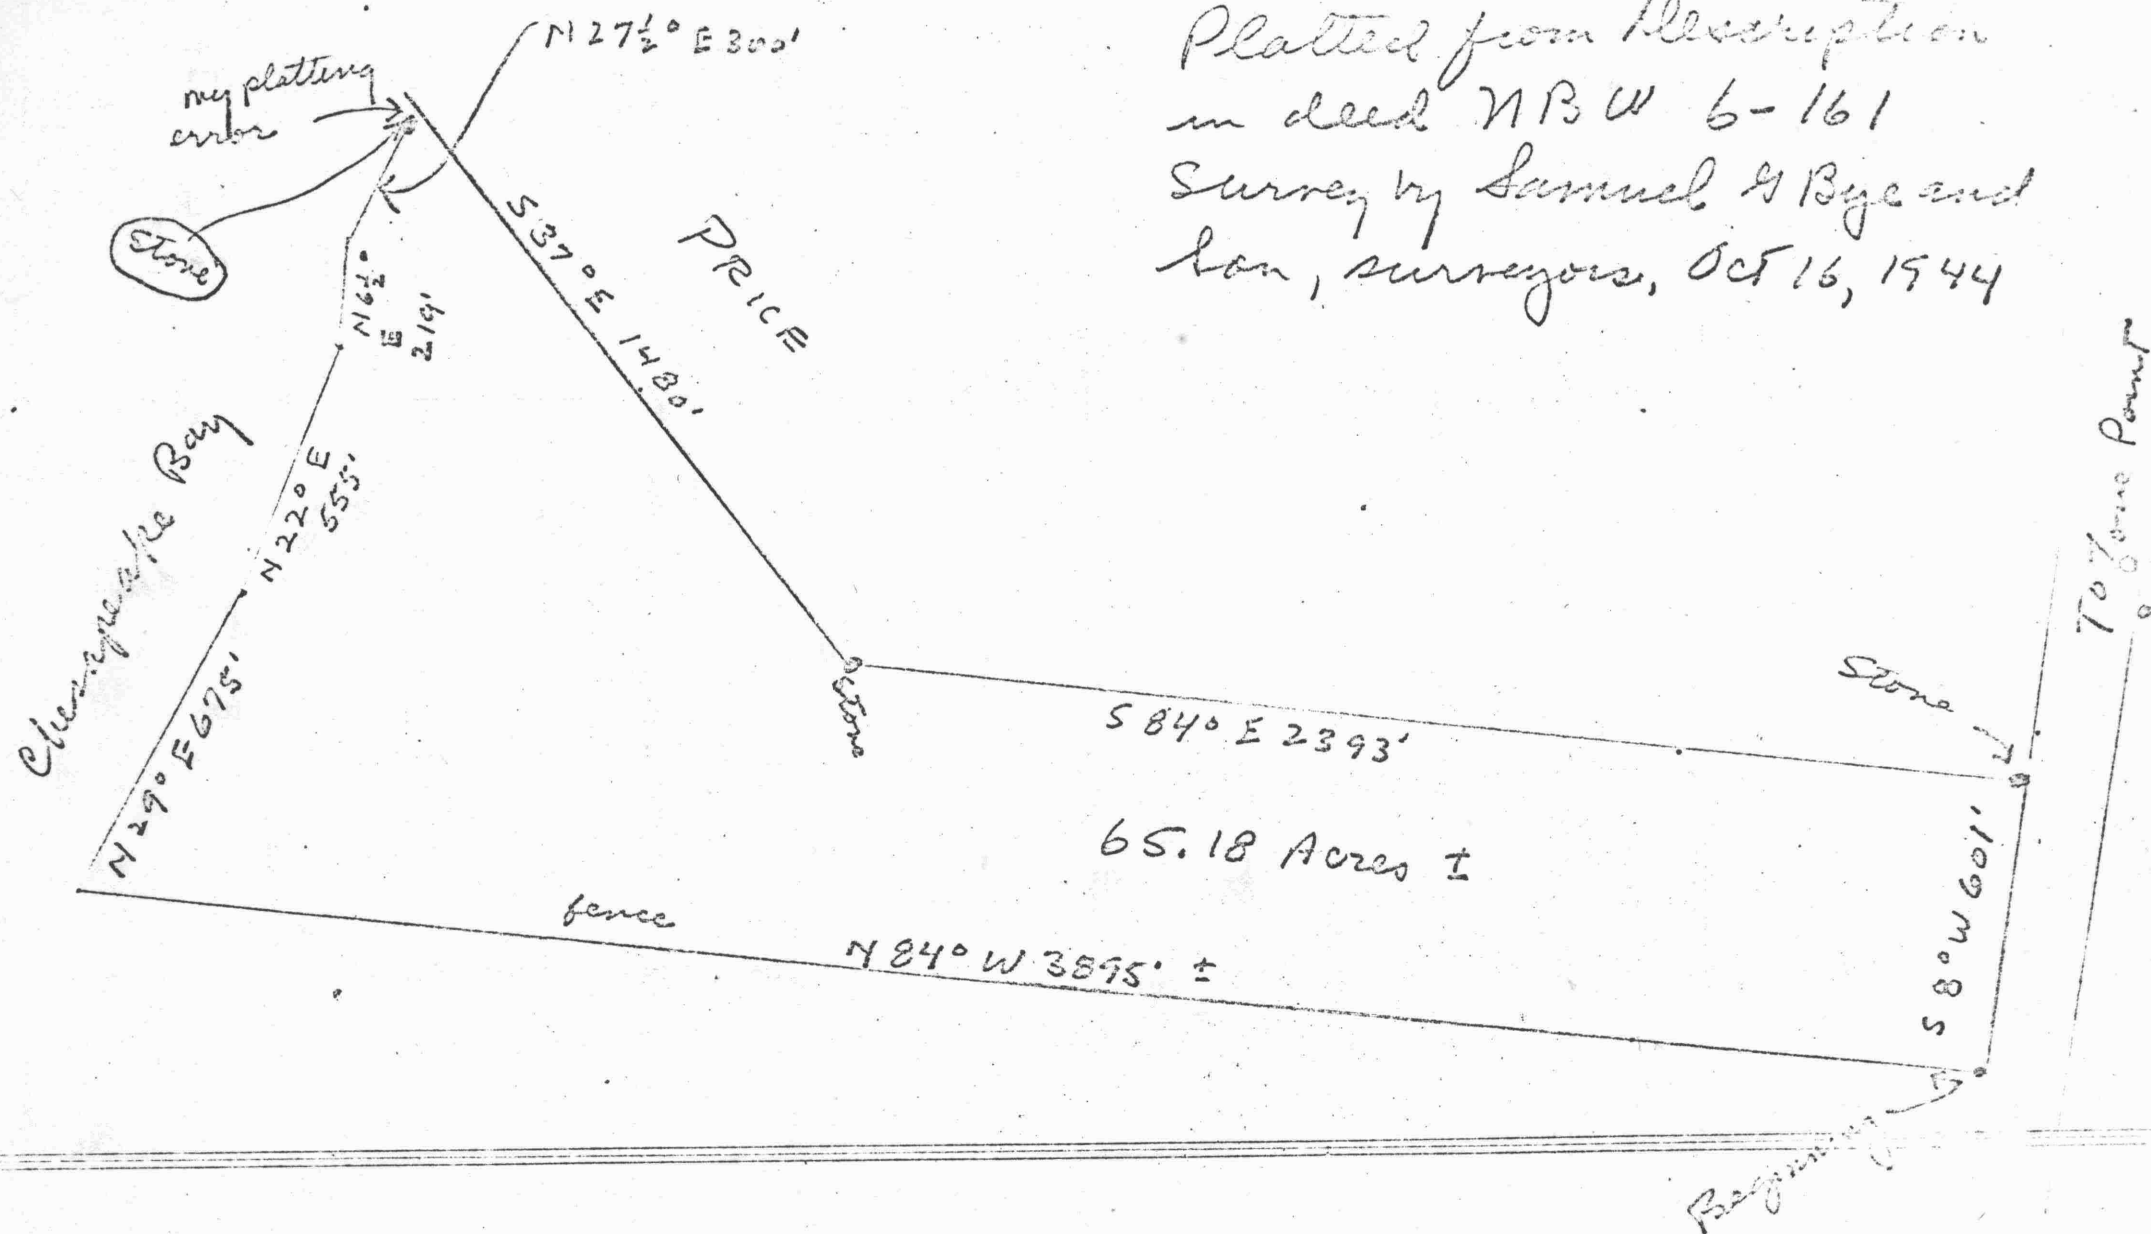 N 27½° E 300'
my platting
error
Stone
Platted from Description
in deed NBW 6-161
Survey by Samuel G Bye and
Son, surveyors, Oct 16, 1944
S 37° E 1480'
PRICE
N 6½°
E
219'
Chesapeake Bay
N 22° E
555'
N 29° E 675'
Stone
S 84° E 2393'
Stone
To Town Point
65.18 Acres ±
S 8° W 601'
fence
N 84° W 3895' ±
Beginning